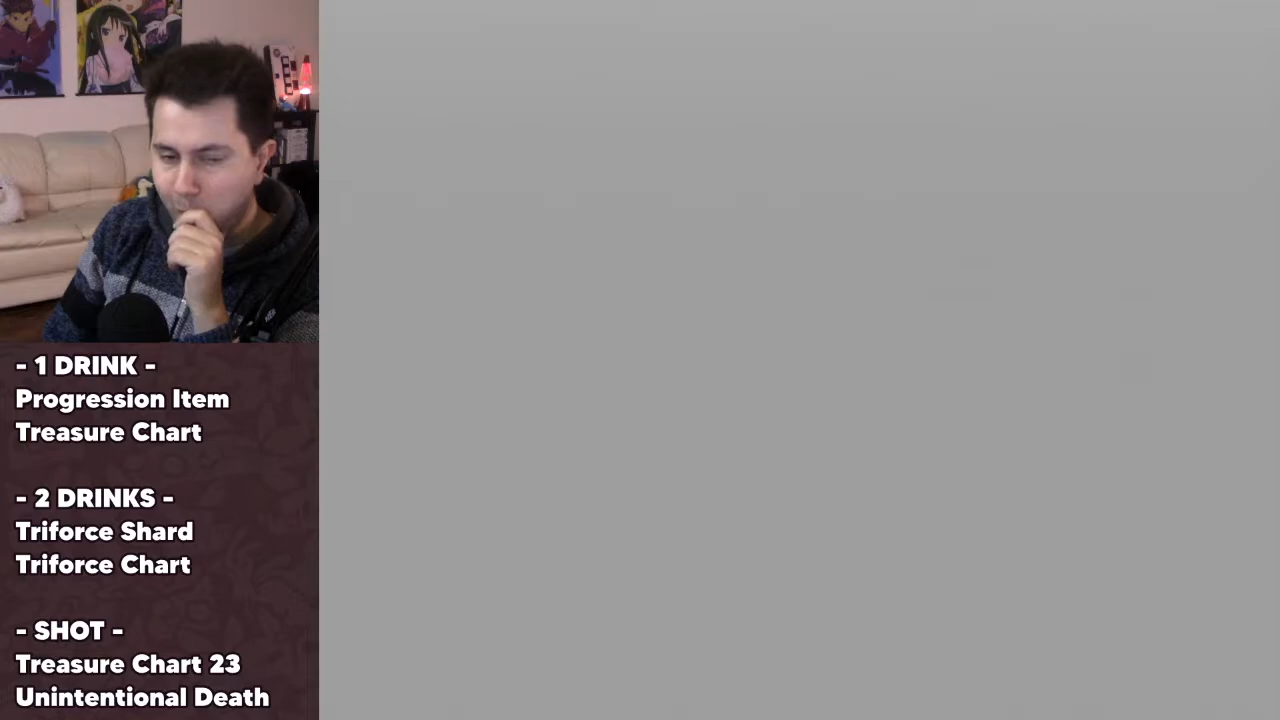 - 1 DRINK -
Progression Item
Treasure Chart
- 2 DRINKS -
Triforce Shard
Triforce Chart
- SHOT -
Treasure Chart 23
Unintentional Death